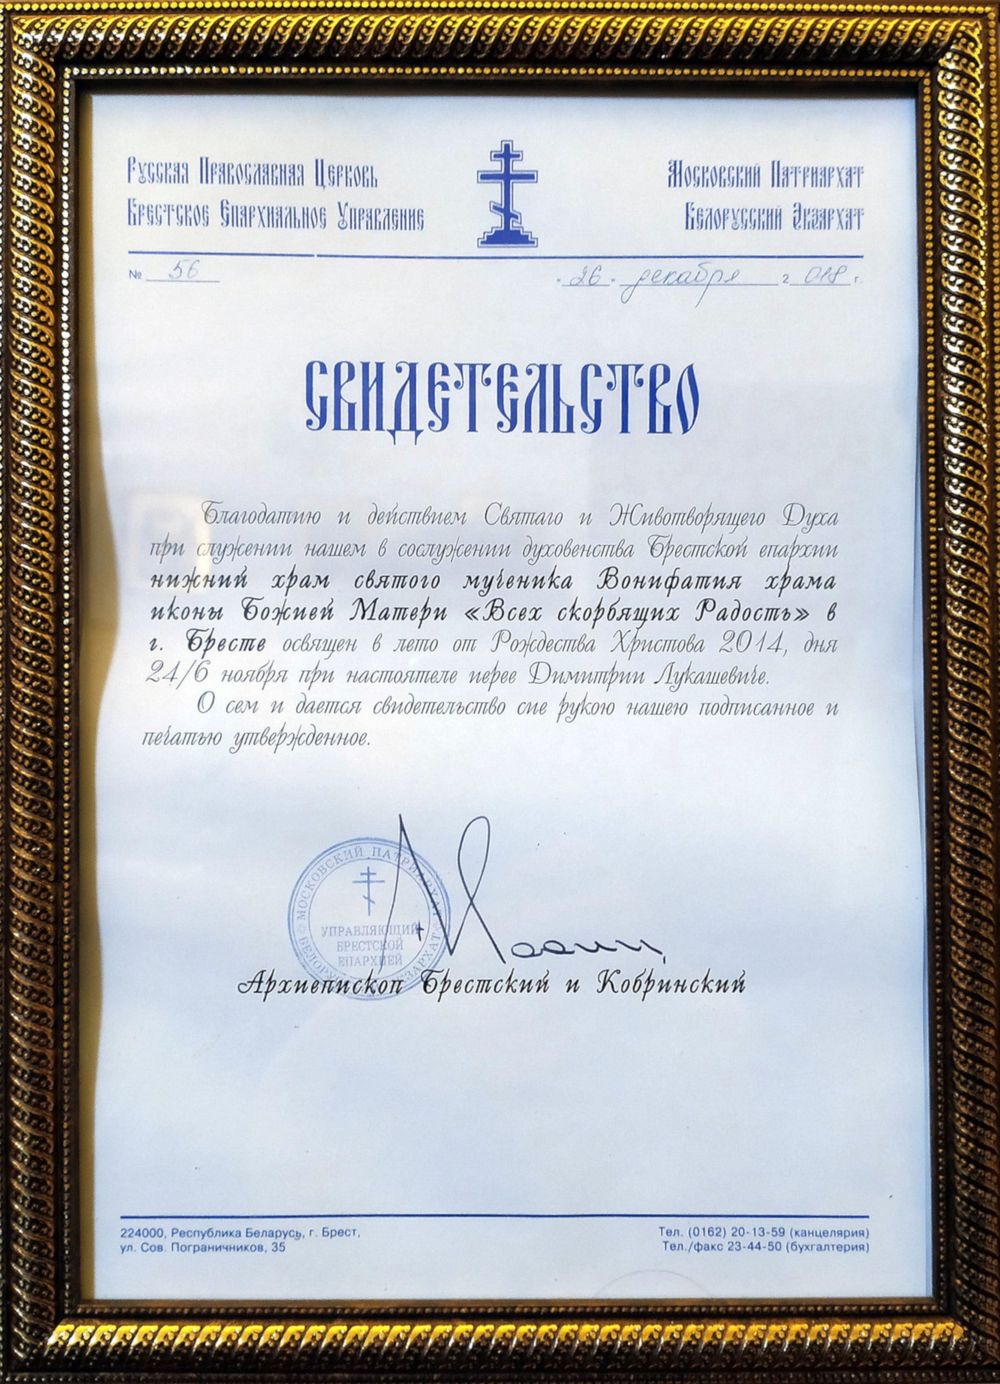 Русская Православная Церковь
Брестское Епархиальное Управление
Московский Патриархат
Белорусский Экзархат
№ 56
"26" декабря 2 018 г.
СВИДЕТЕЛЬСТВО
Благодатию и действием Святаго и Животворящего Духа
при служении нашем в сослужении духовенства Брестской епархии
нижний храм святого мученика Вонифатия храма
иконы Божией Матери «Всех скорбящих Радость» в
г. Бресте освящен в лето от Рождества Христова 2014, дня
24/6 ноября при настоятеле иерее Димитрии Лукашевиче.
О сем и дается свидетельство сие рукою нашею подписанное и
печатью утвержденное.
МОСКОВСКИЙ ПАТРИАРХАТ
УПРАВЛЯЮЩИЙ
БРЕСТСКОЙ
ЕПАРХИЕЙ
Архиепископ Брестский и Кобринский
224000, Республика Беларусь, г. Брест,
ул. Сов. Пограничников, 35
Тел. (0162) 20-13-59 (канцелярия)
Тел./факс 23-44-50 (бухгалтерия)